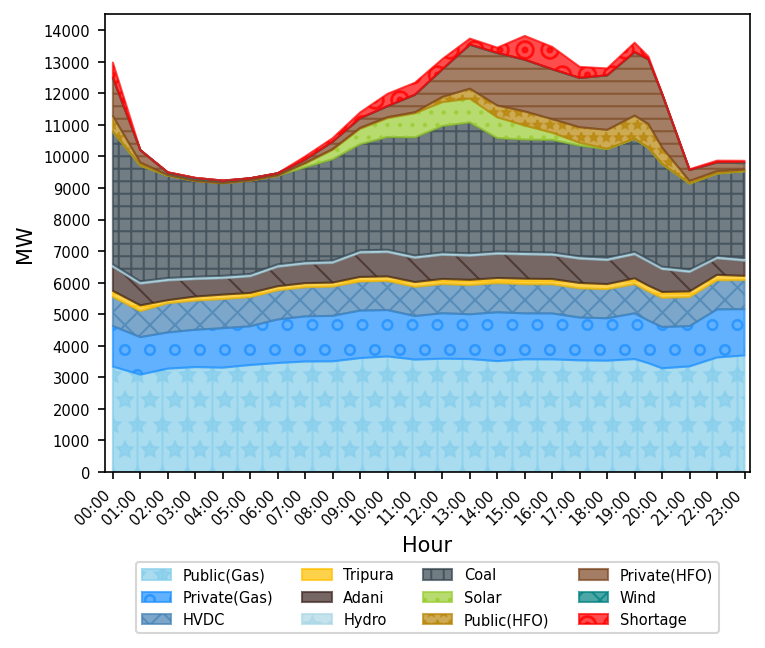 14000
13000
12000
11000
10000
9000
8000
7000
6000
5000
4000
3000
2000
1000
0
MW
00:00 01:00 02:00 03:00 04:00 05:00 06:00 07:00 08:00 09:00 10:00 11:00 12:00 13:00 14:00 15:00 16:00 17:00 18:00 19:00 20:00 21:00 22:00 23:00
Hour
Public(Gas) Tripura Coal Private(HFO)
Private(Gas) Adani Solar Wind
HVDC Hydro Public(HFO) Shortage